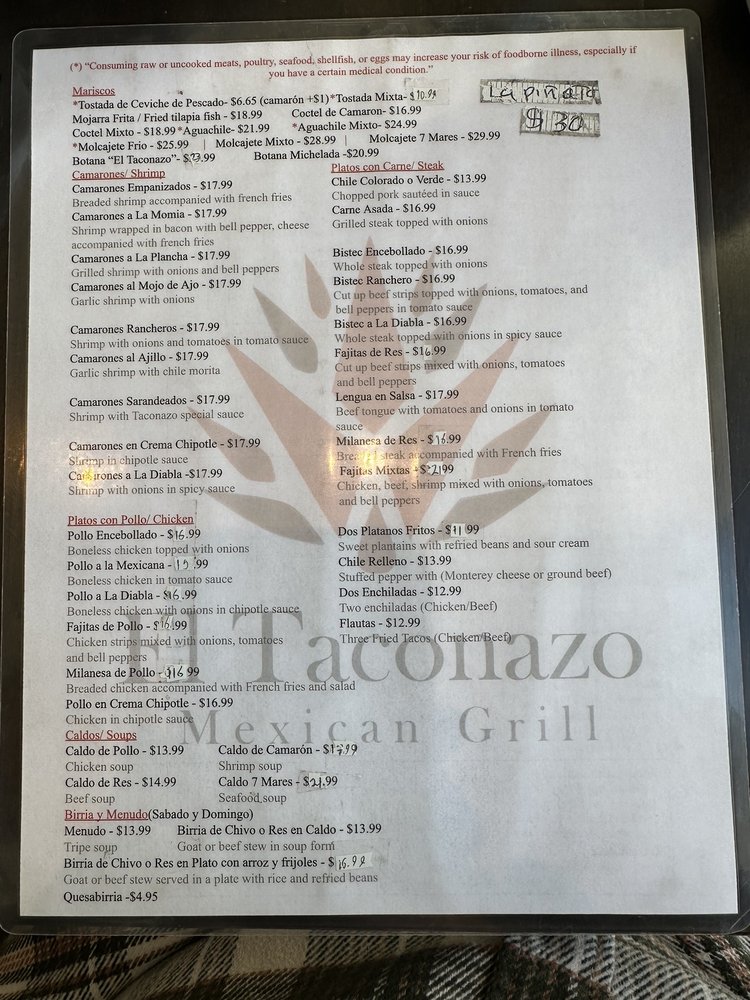 (*) “Consuming raw or uncooked meats, poultry, seafood, shellfish, or eggs may increase your risk of foodborne illness, especially if
you have a certain medical condition.”
Mariscos
*Tostada de Ceviche de Pescado- $6.65 (camarón +$1)*Tostada Mixta- $10.99
Mojarra Frita / Fried tilapia fish - $18.99 Coctel de Camaron- $16.99
Coctel Mixto - $18.99 *Aguachile- $21.99 *Aguachile Mixto- $24.99
*Molcajete Frio - $25.99 | Molcajete Mixto - $28.99 | Molcajete 7 Mares - $29.99
Botana “El Taconazo”- $23.99 Botana Michelada -$20.99
La piñata
$30
Camarones/ Shrimp
Camarones Empanizados - $17.99
Breaded shrimp accompanied with french fries
Camarones a La Momia - $17.99
Shrimp wrapped in bacon with bell pepper, cheese
accompanied with french fries
Camarones a La Plancha - $17.99
Grilled shrimp with onions and bell peppers
Camarones al Mojo de Ajo - $17.99
Garlic shrimp with onions
Camarones Rancheros - $17.99
Shrimp with onions and tomatoes in tomato sauce
Camarones al Ajillo - $17.99
Garlic shrimp with chile morita
Camarones Sarandeados - $17.99
Shrimp with Taconazo special sauce
Camarones en Crema Chipotle - $17.99
Shrimp in chipotle sauce
Camarones a La Diabla -$17.99
Shrimp with onions in spicy sauce
Platos con Pollo/ Chicken
Pollo Encebollado - $16.99
Boneless chicken topped with onions
Pollo a la Mexicana -
Boneless chicken in tomato sauce
Pollo a La Diabla - $16.99
Boneless chicken with onions in chipotle sauce
Fajitas de Pollo - $16.99
Chicken strips mixed with onions, tomatoes
and bell peppers
Milanesa de Pollo - $16.99
Breaded chicken accompanied with French fries and salad
Pollo en Crema Chipotle - $16.99
Chicken in chipotle sauce
Platos con Carne/ Steak
Chile Colorado o Verde - $13.99
Chopped pork sautéed in sauce
Carne Asada - $16.99
Grilled steak topped with onions
Bistec Encebollado - $16.99
Whole steak topped with onions
Bistec Ranchero - $16.99
Cut up beef strips topped with onions, tomatoes, and
bell peppers in tomato sauce
Bistec a La Diabla - $16.99
Whole steak topped with onions in spicy sauce
Fajitas de Res - $16.99
Cut up beef strips mixed with onions, tomatoes
and bell peppers
Lengua en Salsa - $17.99
Beef tongue with tomatoes and onions in tomato
sauce
Milanesa de Res - $16.99
Breaded steak accompanied with French fries
Fajitas Mixtas - $21.99
Chicken, beef, shrimp mixed with onions, tomatoes
and bell peppers
Dos Platanos Fritos - $11.99
Sweet plantains with refried beans and sour cream
Chile Relleno - $13.99
Stuffed pepper with (Monterey cheese or ground beef)
Dos Enchiladas - $12.99
Two enchiladas (Chicken/Beef)
Flautas - $12.99
Three Fried Tacos (Chicken/Beef)
El Taconazo
Mexican Grill
Caldos/ Soups
Caldo de Pollo - $13.99 Caldo de Camarón - $17.99
Chicken soup Shrimp soup
Caldo de Res - $14.99 Caldo 7 Mares - $21.99
Beef soup Seafood soup
Birria y Menudo(Sabado y Domingo)
Menudo - $13.99 Birria de Chivo o Res en Caldo - $13.99
Tripe soup Goat or beef stew in soup form
Birria de Chivo o Res en Plato con arroz y frijoles - $16.99
Goat or beef stew served in a plate with rice and refried beans
Quesabirria -$4.95